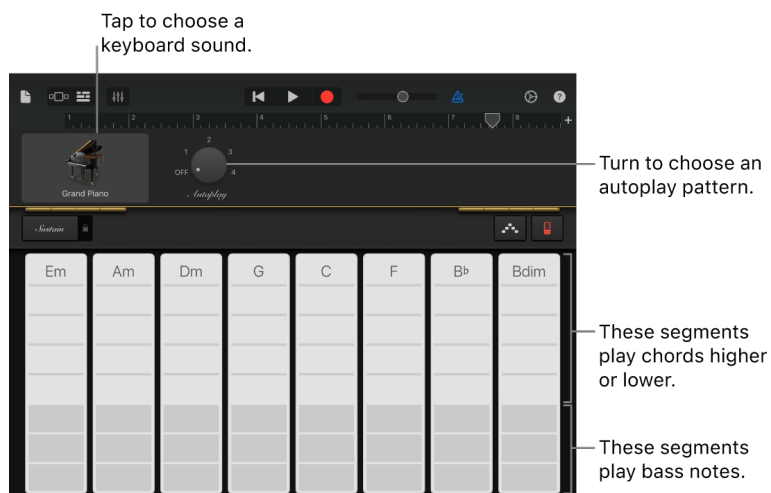 Tap to choose a
keyboard sound.
?
1 2 3 4 5 6 7 8 +
2
1 3
Grand Piano
OFF 4
Autoplay
Turn to choose an
autoplay pattern.
Sustain
Em Am Dm G C F B♭ Bdim
These segments
play chords higher
or lower.
These segments
play bass notes.